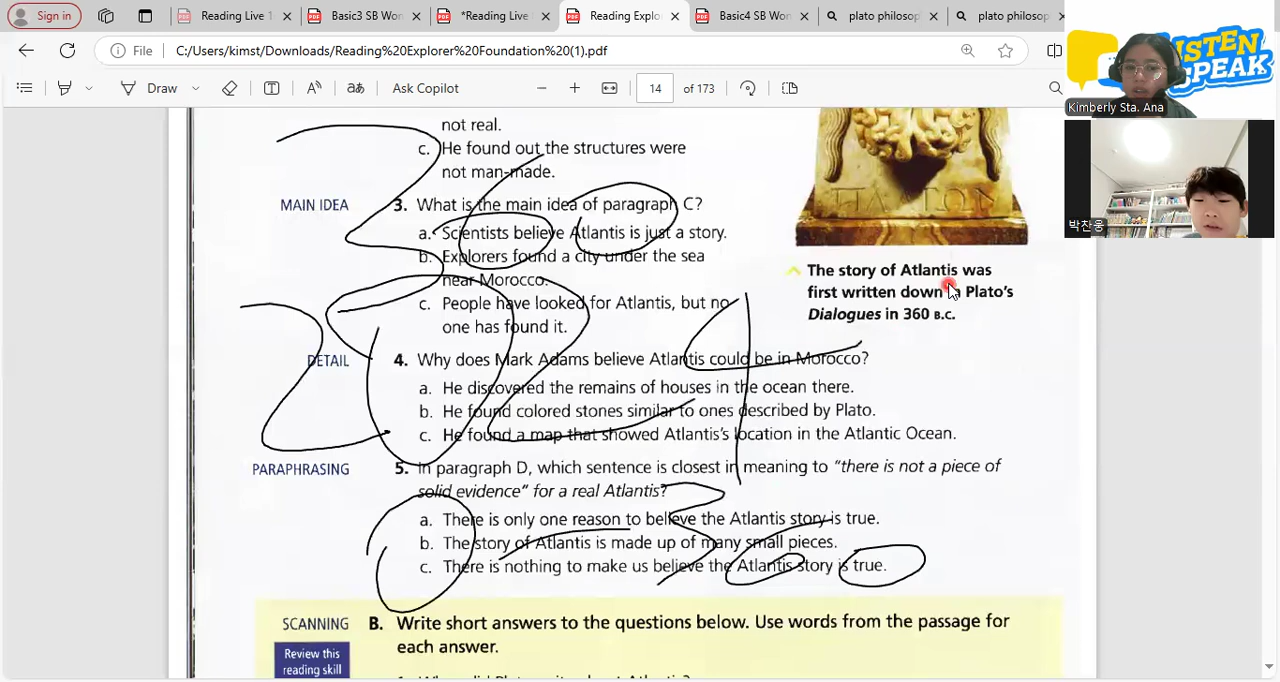 Sign in
Reading Live 1
Basic3 SB Won
*Reading Live
Reading Explo
Basic4 SB Won
plato philosoph
plato philosop
File C:/Users/kimst/Downloads/Reading%20Explorer%20Foundation%20(1).pdf
Draw
aあ
Ask Copilot
14 of 173
LISTEN
SPEAK
Kimberly Sta. Ana
박찬웅
not real.
c. He found out the structures were
not man-made.
MAIN IDEA 3. What is the main idea of paragraph C?
a. Scientists believe Atlantis is just a story.
b. Explorers found a city under the sea
near Morocco.
c. People have looked for Atlantis, but no
one has found it.
ΠΛΑΤΩΝ
The story of Atlantis was
first written down in Plato's
Dialogues in 360 B.C.
DETAIL 4. Why does Mark Adams believe Atlantis could be in Morocco?
a. He discovered the remains of houses in the ocean there.
b. He found colored stones similar to ones described by Plato.
c. He found a map that showed Atlantis's location in the Atlantic Ocean.
PARAPHRASING 5. In paragraph D, which sentence is closest in meaning to "there is not a piece of
solid evidence" for a real Atlantis?
a. There is only one reason to believe the Atlantis story is true.
b. The story of Atlantis is made up of many small pieces.
c. There is nothing to make us believe the Atlantis story is true.
SCANNING B. Write short answers to the questions below. Use words from the passage for
each answer.
Review this
reading skill